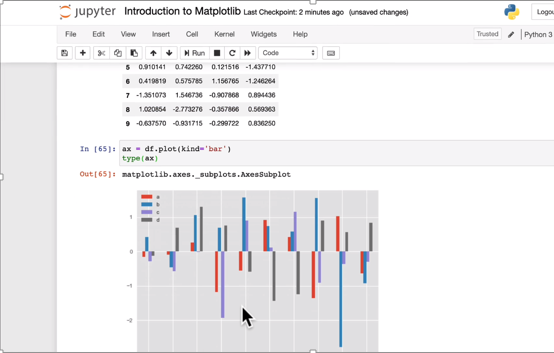 jupyter Introduction to Matplotlib Last Checkpoint: 2 minutes ago (unsaved changes)
Logou
File Edit View Insert Cell Kernel Widgets Help Trusted Python 3
Run Code
5 0.910141 0.742260 0.121516 -1.437710
6 0.419819 0.575785 1.156765 -1.246264
7 -1.351073 1.546736 -0.907868 0.894436
8 1.020854 -2.773276 -0.357866 0.569363
9 -0.637570 -0.931715 -0.299722 0.836250
In [65]: ax = df.plot(kind='bar')
type(ax)
Out[65]: matplotlib.axes._subplots.AxesSubplot
a
b
c
d
1
0
−1
−2